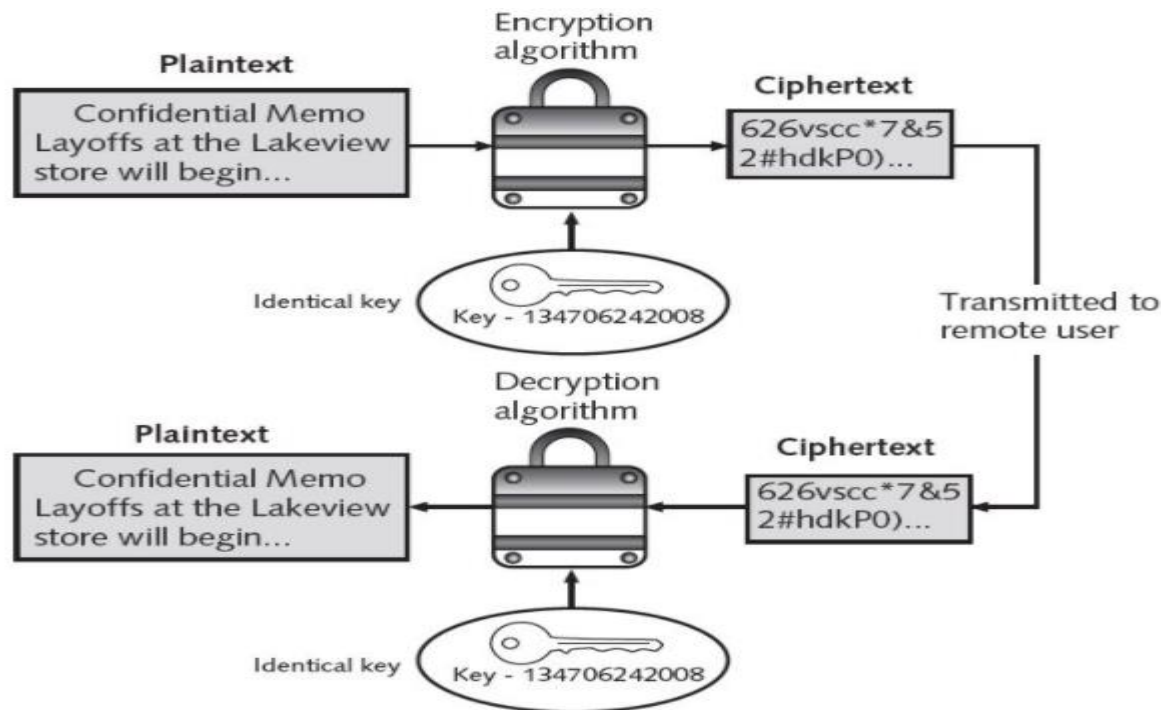 Encryption
algorithm
Plaintext
Confidential Memo
Layoffs at the Lakeview
store will begin...
Ciphertext
626vscc*7&5
2#hdkP0)...
Identical key
Key - 134706242008
Transmitted to
remote user
Decryption
algorithm
Plaintext
Confidential Memo
Layoffs at the Lakeview
store will begin...
Ciphertext
626vscc*7&5
2#hdkP0)...
Identical key
Key - 134706242008